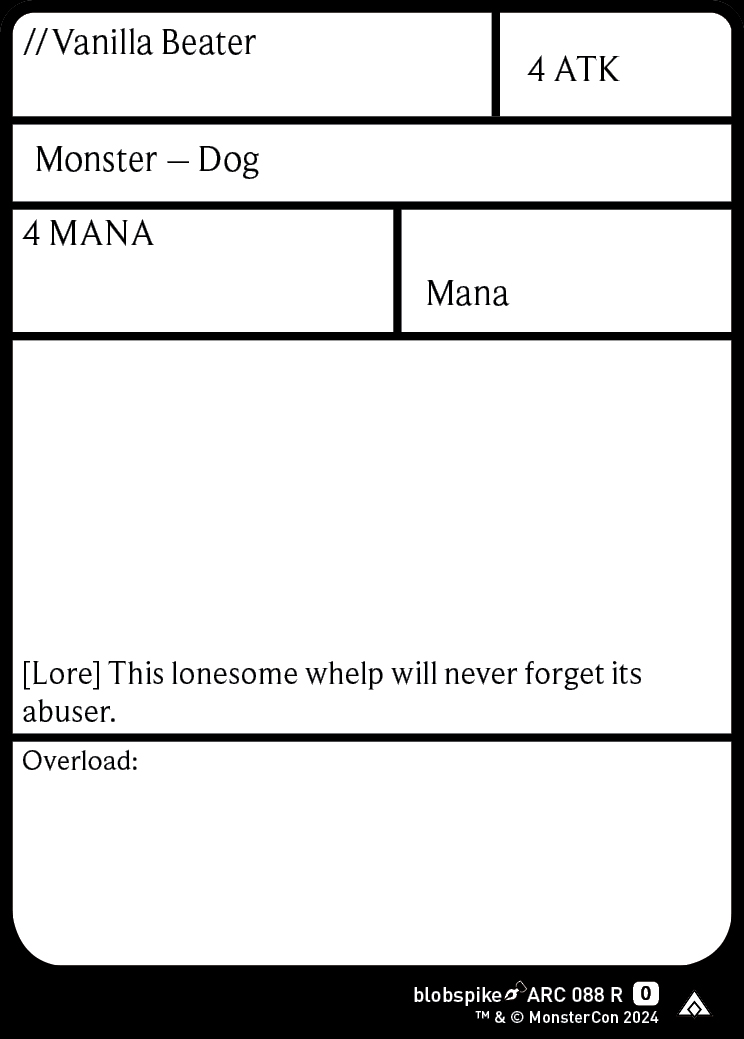 //Vanilla Beater
4 ATK
Monster – Dog
4 MANA
Mana
[Lore] This lonesome whelp will never forget its
abuser.
Overload:
blobspike ARC 088 R 0
™ & © MonsterCon 2024